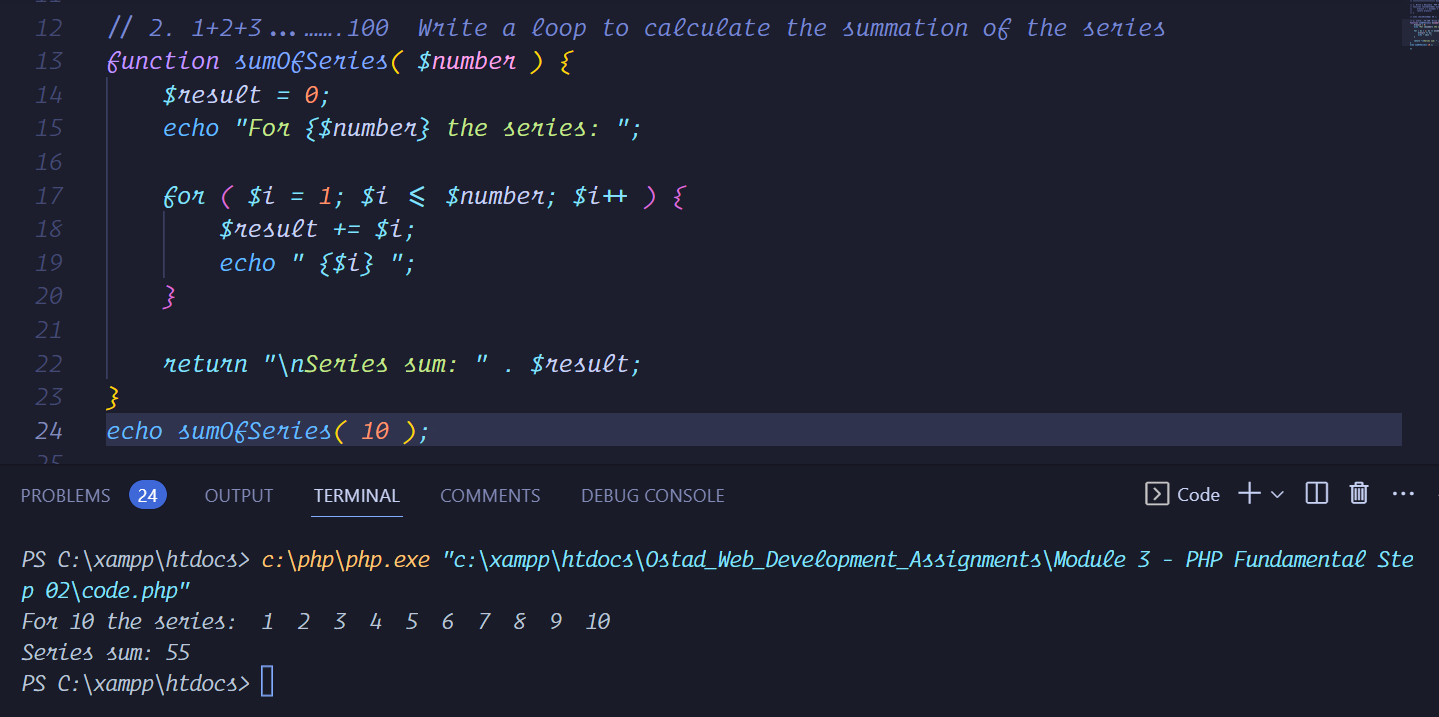 12 // 2. 1+2+3...…….100  Write a loop to calculate the summation of the series
13 function sumOfSeries( $number ) {
14     $result = 0;
15     echo "For {$number} the series: ";
16
17     for ( $i = 1; $i <= $number; $i++ ) {
18         $result += $i;
19         echo " {$i} ";
20     }
21
22     return "\nSeries sum: " . $result;
23 }
24 echo sumOfSeries( 10 );
25
PROBLEMS 24 OUTPUT TERMINAL COMMENTS DEBUG CONSOLE Code
PS C:\xampp\htdocs> c:\php\php.exe "c:\xampp\htdocs\Ostad_Web_Development_Assignments\Module 3 - PHP Fundamental Ste
p 02\code.php"
For 10 the series:  1  2  3  4  5  6  7  8  9  10
Series sum: 55
PS C:\xampp\htdocs>